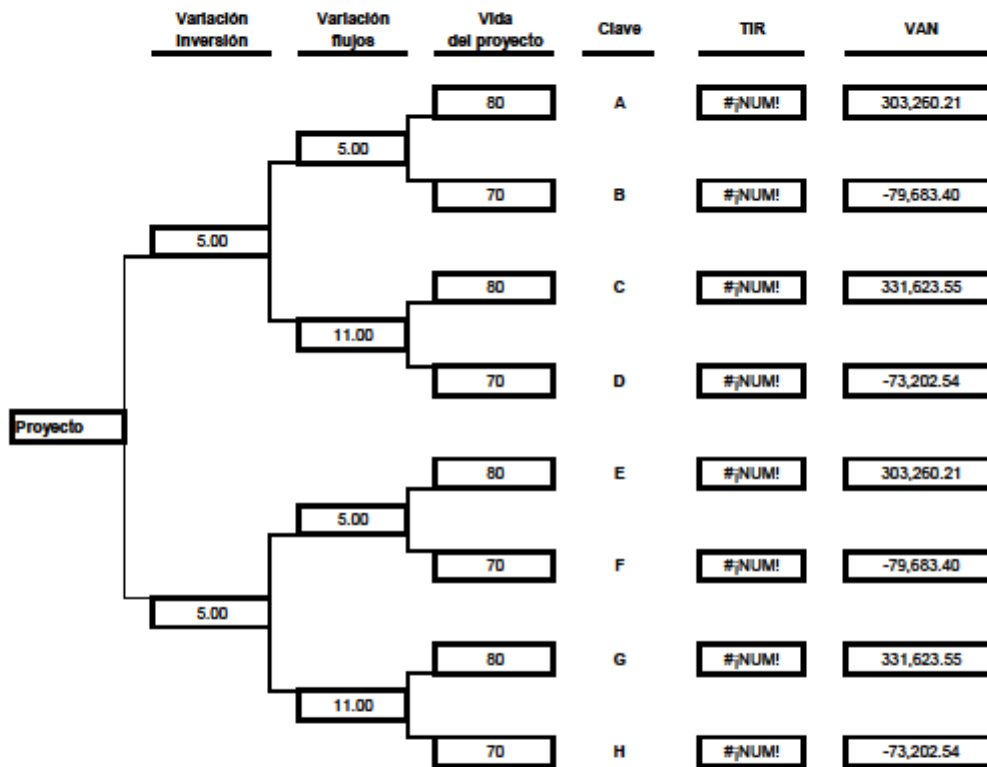 Variación inversión
Variación flujos
Vida del proyecto
Clave
TIR
VAN
80 A #¡NUM! 303,260.21
5.00
70 B #¡NUM! -79,683.40
5.00
80 C #¡NUM! 331,623.55
11.00
70 D #¡NUM! -73,202.54
Proyecto
80 E #¡NUM! 303,260.21
5.00
70 F #¡NUM! -79,683.40
5.00
80 G #¡NUM! 331,623.55
11.00
70 H #¡NUM! -73,202.54